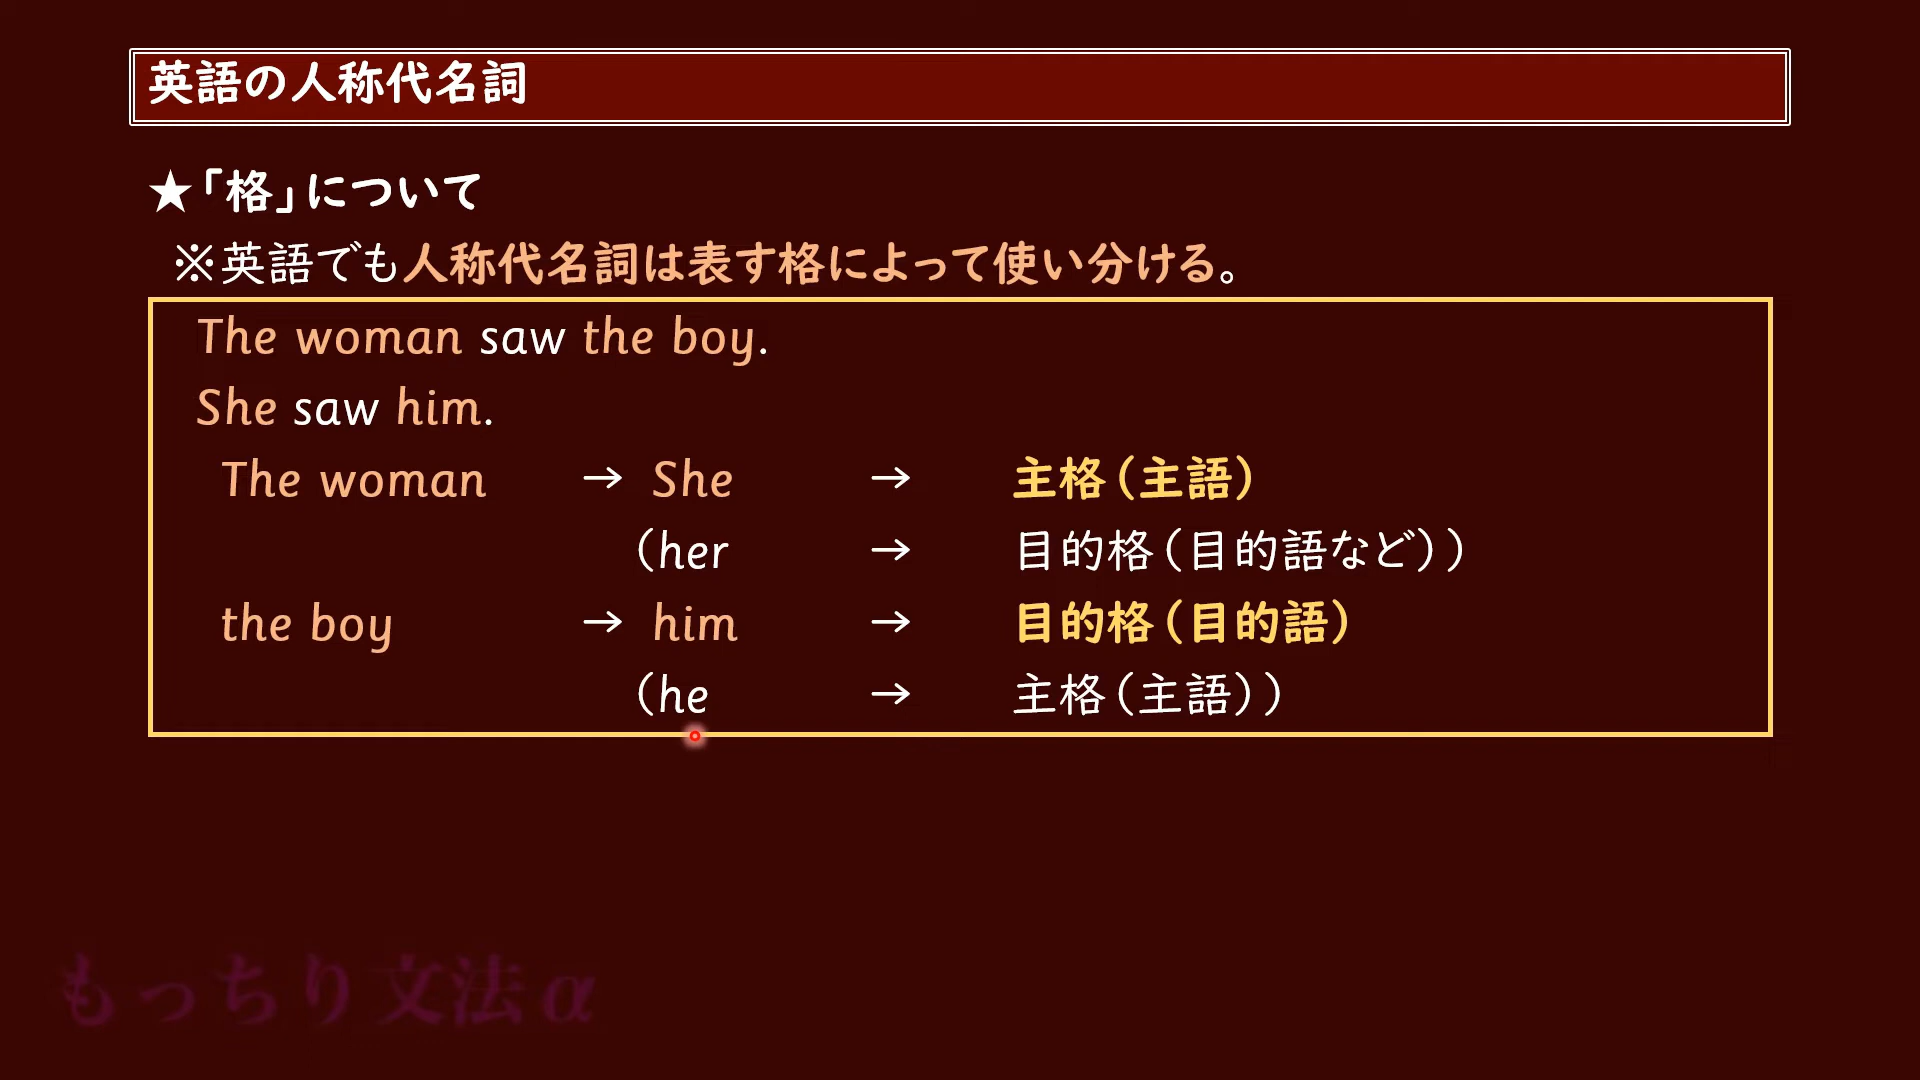 英語の人称代名詞
★「格」について
※英語でも人称代名詞は表す格によって使い分ける。
The woman saw the boy.
She saw him.
The woman → She → 主格(主語)
(her → 目的格(目的語など))
the boy → him → 目的格(目的語)
(he → 主格(主語))
もっちり文法α